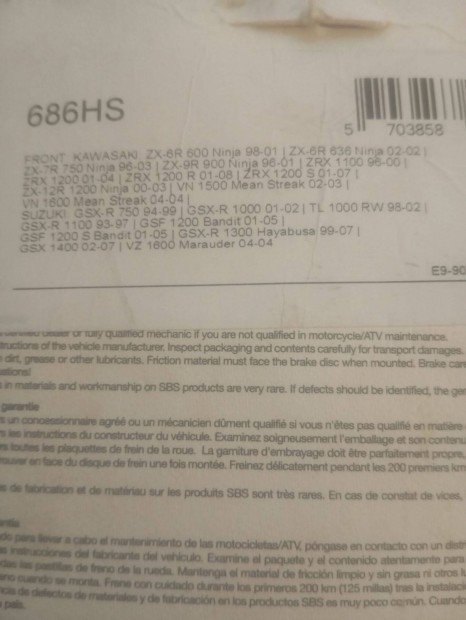 686HS
5 703858
FRONT KAWASAKI ZX-6R 600 Ninja 98-01 | ZX-6R 636 Ninja 02-02 |
ZX-7R 750 Ninja 96-03 | ZX-9R 900 Ninja 96-01 | ZRX 1100 96-00 |
ZRX 1200 01-04 | ZRX 1200 R 01-08 | ZRX 1200 S 01-07 |
ZX-12R 1200 Ninja 00-03 | VN 1500 Mean Streak 02-03 |
VN 1600 Mean Streak 04-04 |
SUZUKI GSX-R 750 94-99 | GSX-R 1000 01-02 | TL 1000 RW 98-02 |
GSX-R 1100 93-97 | GSF 1200 Bandit 01-05 |
GSF 1200 S Bandit 01-05 | GSX-R 1300 Hayabusa 99-07 |
GSX 1400 02-07 | VZ 1600 Marauder 04-04
E9-90
dealer or fully qualified mechanic if you are not qualified in motorcycle/ATV maintenance.
tructions of the vehicle manufacturer. Inspect packaging and contents carefully for transport damages.
dirt, grease or other lubricants. Friction material must face the brake disc when mounted. Brake care
ations!
in materials and workmanship on SBS products are very rare. If defects should be identified, the ge
garantie
un concessionnaire agréé ou un mécanicien dûment qualifié si vous n'êtes pas qualifié en matière
les instructions du constructeur du véhicule. Examinez soigneusement l'emballage et son contenu
toutes les plaquettes de frein de la roue. La garniture d'embrayage doit être parfaitement propre,
en face du disque de frein une fois montée. Freinez délicatement pendant les 200 premiers km
de fabrication et de matériau sur les produits SBS sont très rares. En cas de constat de vices,
do para llevar a cabo el mantenimiento de las motocicletas/ATV, póngase en contacto con un distri
instrucciones del fabricante del vehículo. Examine el paquete y el contenido atentamente para
las pastillas de freno de la rueda. Mantenga el material de fricción limpio y sin grasa ni otros l
cuando se monta. Frene con cuidado durante los primeros 200 km (125 millas) tras la instalac
de defectos de materiales y de fabricación en los productos SBS es muy poco común. Cuando
país.